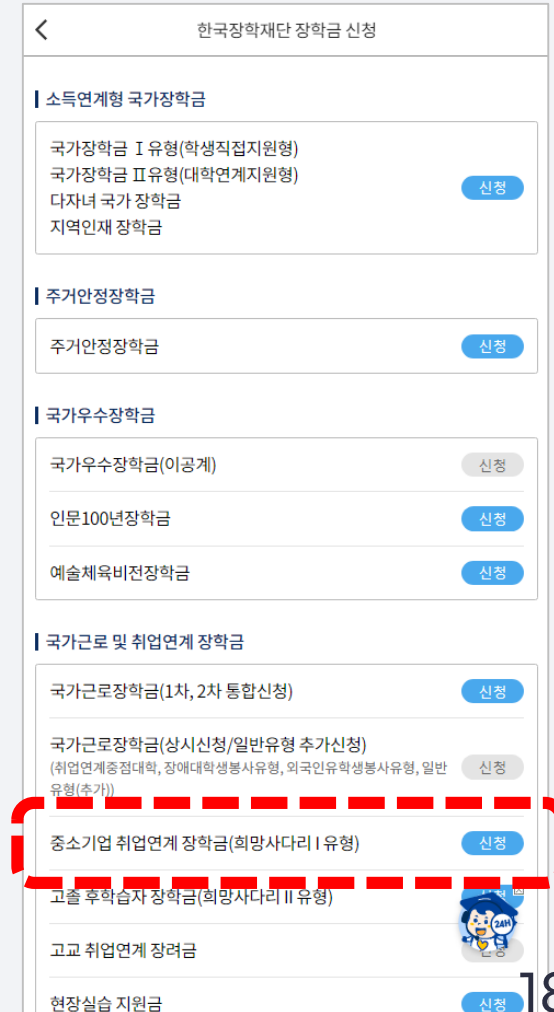 한국장학재단 장학금 신청
소득연계형 국가장학금
국가장학금 Ⅰ유형(학생직접지원형)
국가장학금 Ⅱ유형(대학연계지원형)
다자녀 국가 장학금
지역인재 장학금
신청
주거안정장학금
주거안정장학금
신청
국가우수장학금
국가우수장학금(이공계)
신청
인문100년장학금
신청
예술체육비전장학금
신청
국가근로 및 취업연계 장학금
국가근로장학금(1차, 2차 통합신청)
신청
국가근로장학금(상시신청/일반유형 추가신청)
(취업연계중점대학, 장애대학생봉사유형, 외국인유학생봉사유형, 일반
유형(추가))
신청
중소기업 취업연계 장학금(희망사다리 I 유형)
신청
고졸 후학습자 장학금(희망사다리 II 유형)
24H
고교 취업연계 장려금
현장실습 지원금
신청
18